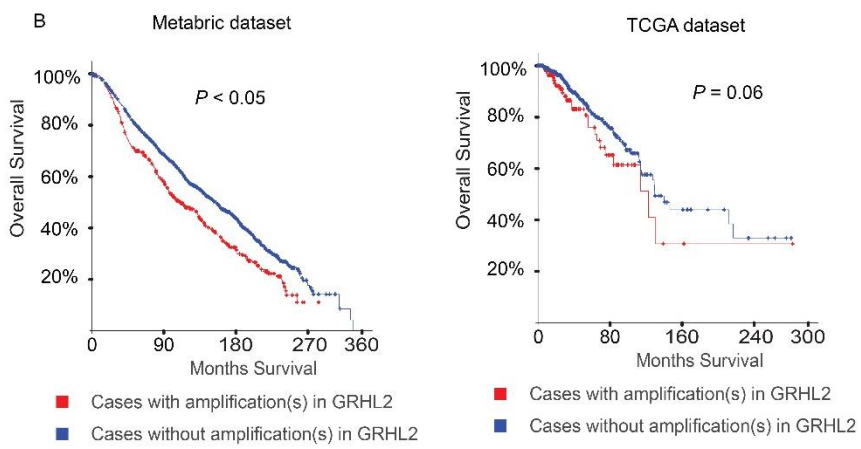 B
Metabric dataset
P < 0.05
Overall Survival
100%
80%
60%
40%
20%
0 90 180 270 360
Months Survival
Cases with amplification(s) in GRHL2
Cases without amplification(s) in GRHL2
TCGA dataset
P = 0.06
Overall Survival
100%
80%
60%
40%
20%
0 80 160 240 300
Months Survival
Cases with amplification(s) in GRHL2
Cases without amplification(s) in GRHL2